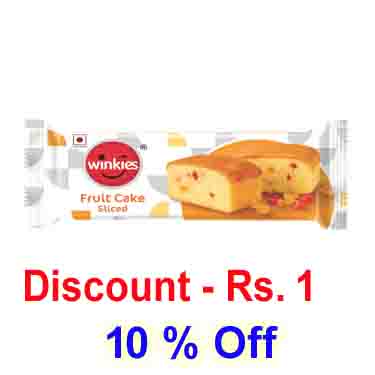 winkies
Fruit Cake
Sliced
Discount - Rs. 1
10 % Off